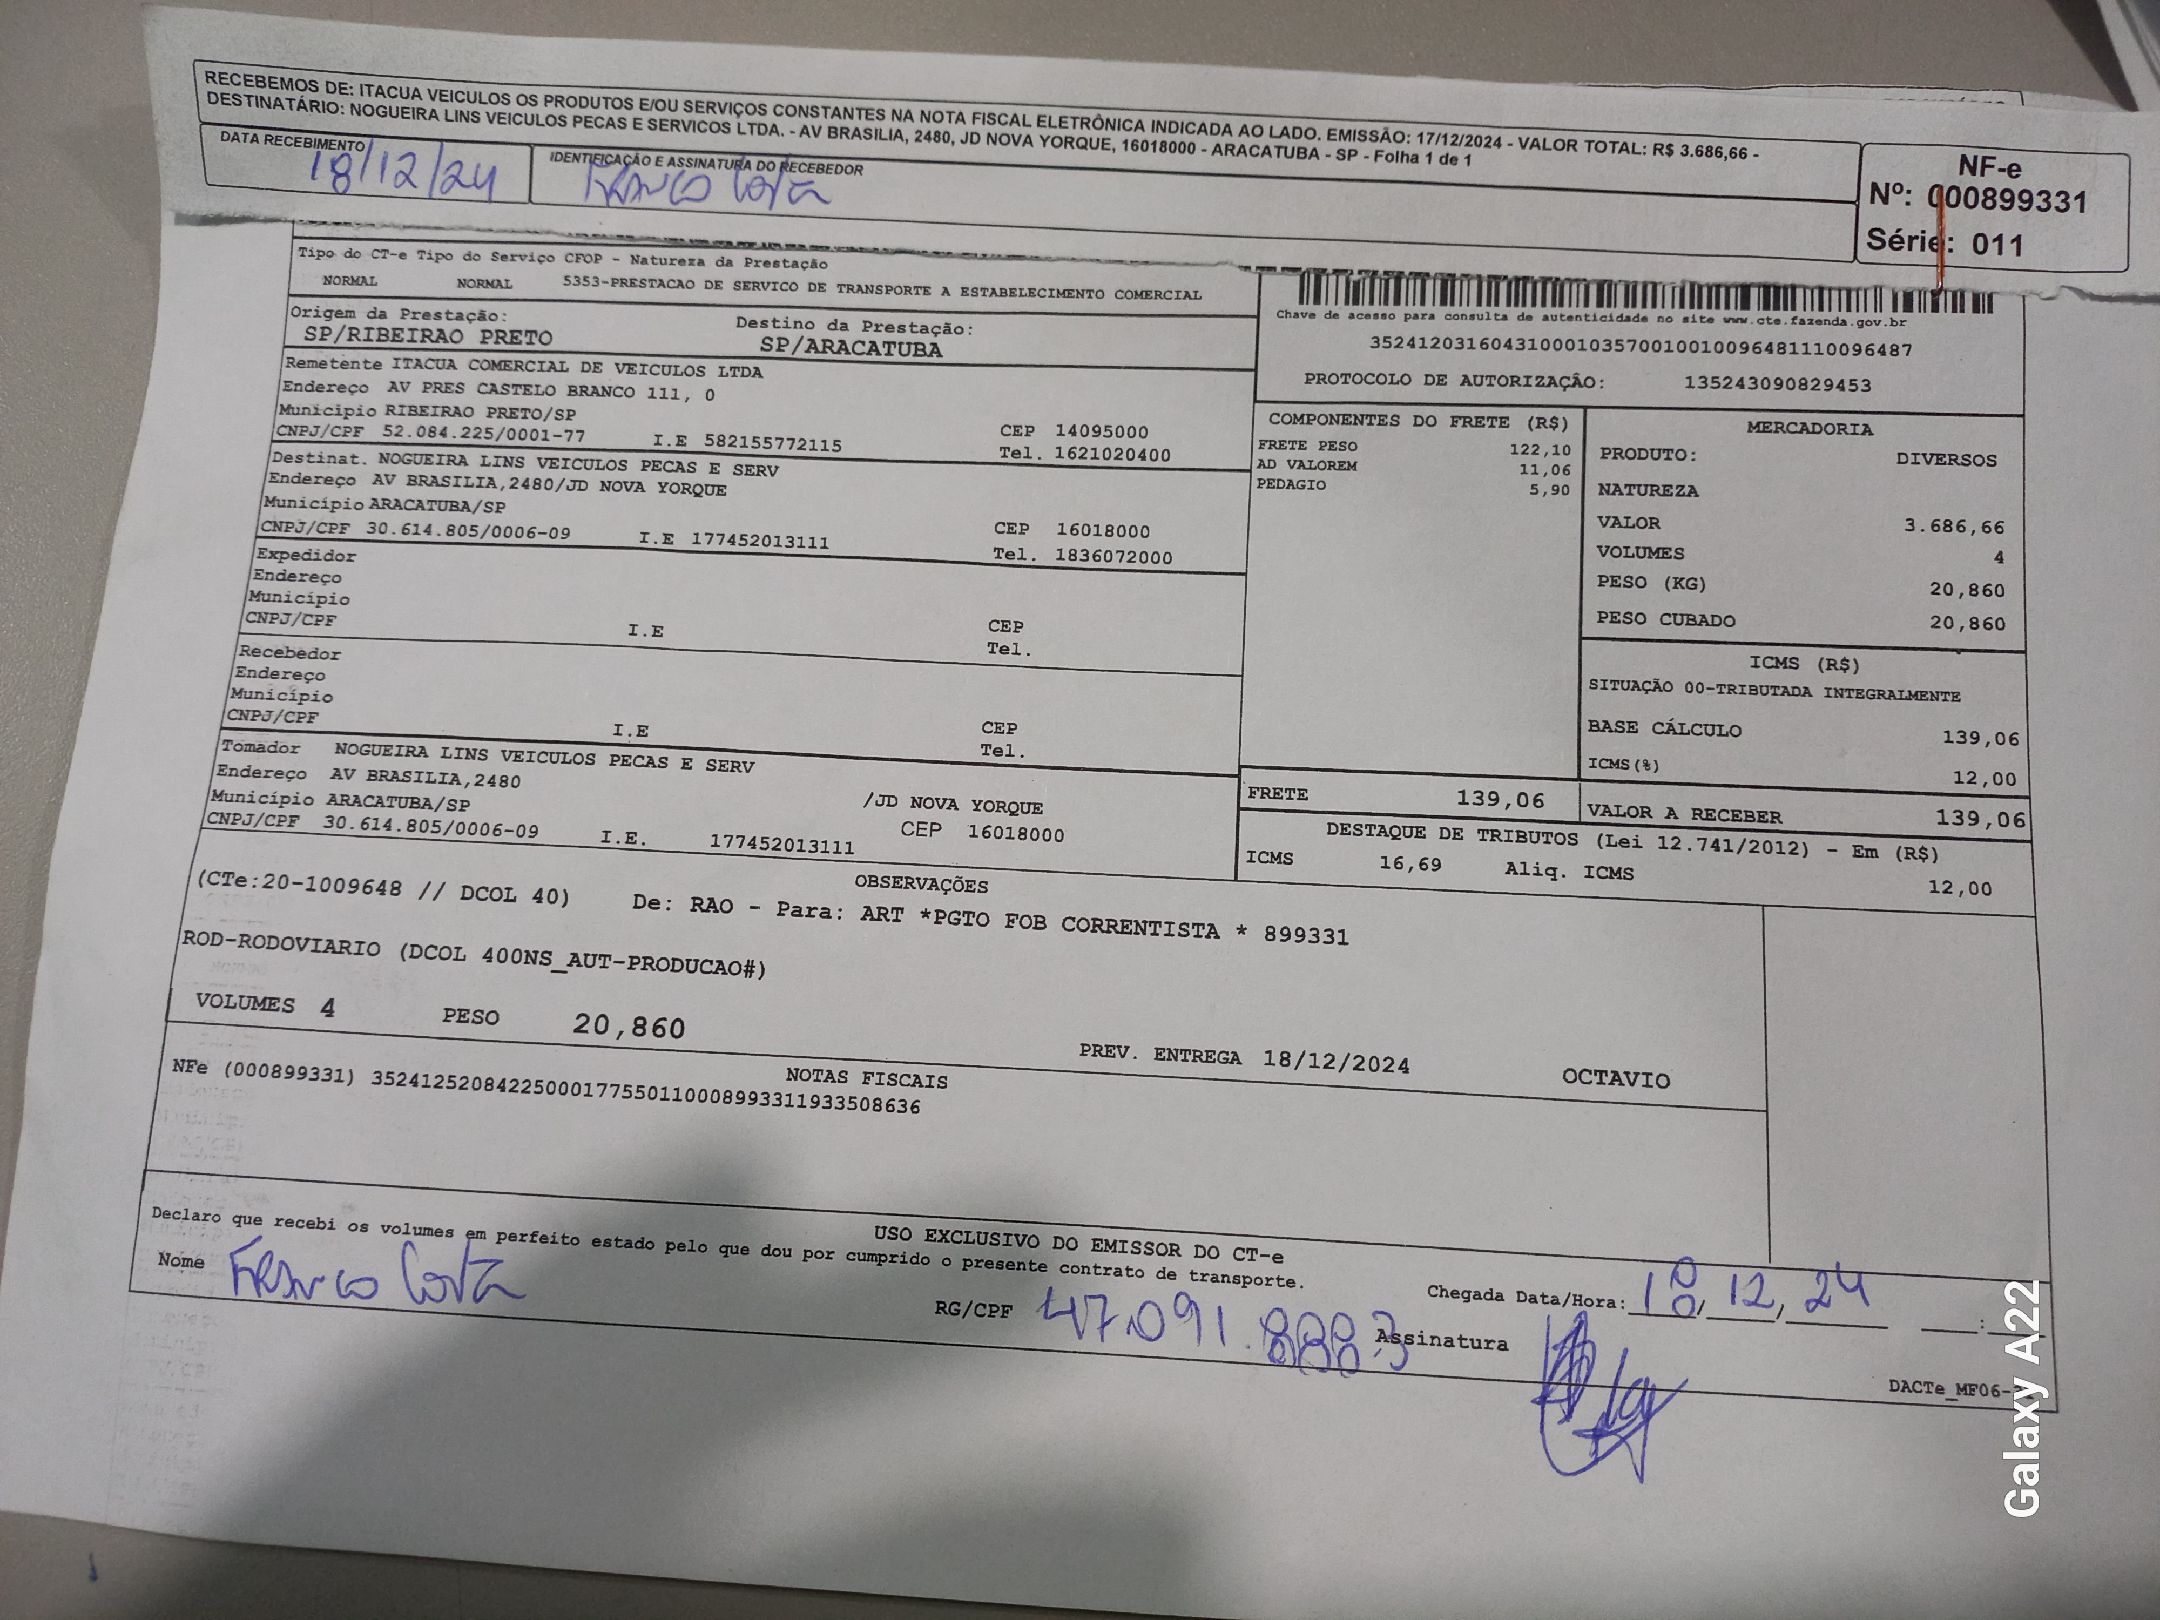 RECEBEMOS DE: ITACUA VEICULOS OS PRODUTOS E/OU SERVIÇOS CONSTANTES NA NOTA FISCAL ELETRÔNICA INDICADA AO LADO. EMISSÃO: 17/12/2024 - VALOR TOTAL: R$ 3.686,66 -
DESTINATÁRIO: NOGUEIRA LINS VEICULOS PECAS E SERVICOS LTDA. - AV BRASILIA, 2480, JD NOVA YORQUE, 16018000 - ARACATUBA - SP - Folha 1 de 1
DATA RECEBIMENTO
18/12/24
IDENTIFICAÇÃO E ASSINATURA DO RECEBEDOR
Franco Costa
NF-e
Nº: 000899331
Série: 011
Tipo do CT-e Tipo do Serviço CFOP - Natureza da Prestação
NORMAL NORMAL 5353-PRESTACAO DE SERVICO DE TRANSPORTE A ESTABELECIMENTO COMERCIAL
Origem da Prestação: Destino da Prestação:
SP/RIBEIRAO PRETO SP/ARACATUBA
Chave de acesso para consulta de autenticidade no site www.cte.fazenda.gov.br
35241203160431000103570010010096481110096487
PROTOCOLO DE AUTORIZAÇÃO: 135243090829453
Remetente ITACUA COMERCIAL DE VEICULOS LTDA
Endereço AV PRES CASTELO BRANCO 111, 0
Município RIBEIRAO PRETO/SP CEP 14095000
CNPJ/CPF 52.084.225/0001-77 I.E 582155772115 Tel. 1621020400
Destinat. NOGUEIRA LINS VEICULOS PECAS E SERV
Endereço AV BRASILIA,2480/JD NOVA YORQUE
Município ARACATUBA/SP CEP 16018000
CNPJ/CPF 30.614.805/0006-09 I.E 177452013111 Tel. 1836072000
Expedidor
Endereço
Município CEP
CNPJ/CPF I.E Tel.
Recebedor
Endereço
Município CEP
CNPJ/CPF I.E Tel.
Tomador NOGUEIRA LINS VEICULOS PECAS E SERV
Endereço AV BRASILIA,2480 /JD NOVA YORQUE
Município ARACATUBA/SP CEP 16018000
CNPJ/CPF 30.614.805/0006-09 I.E. 177452013111
COMPONENTES DO FRETE (R$)
FRETE PESO 122,10
AD VALOREM 11,06
PEDAGIO 5,90
MERCADORIA
PRODUTO: DIVERSOS
NATUREZA
VALOR 3.686,66
VOLUMES 4
PESO (KG) 20,860
PESO CUBADO 20,860
ICMS (R$)
SITUAÇÃO 00-TRIBUTADA INTEGRALMENTE
BASE CÁLCULO 139,06
ICMS(%) 12,00
FRETE 139,06 VALOR A RECEBER 139,06
DESTAQUE DE TRIBUTOS (Lei 12.741/2012) - Em (R$)
ICMS 16,69 Aliq. ICMS 12,00
OBSERVAÇÕES
(CTe:20-1009648 // DCOL 40) De: RAO - Para: ART *PGTO FOB CORRENTISTA * 899331
ROD-RODOVIARIO (DCOL 400NS_AUT-PRODUCAO#)
VOLUMES 4 PESO 20,860 PREV. ENTREGA 18/12/2024 OCTAVIO
NOTAS FISCAIS
NFe (000899331) 35241252084225000177550110008993311933508636
USO EXCLUSIVO DO EMISSOR DO CT-e
Declaro que recebi os volumes em perfeito estado pelo que dou por cumprido o presente contrato de transporte.
Nome Franco Costa RG/CPF 47.091.888.3 Chegada Data/Hora: 18, 12, 24 :
Assinatura
DACTe_MF06-
Galaxy A22